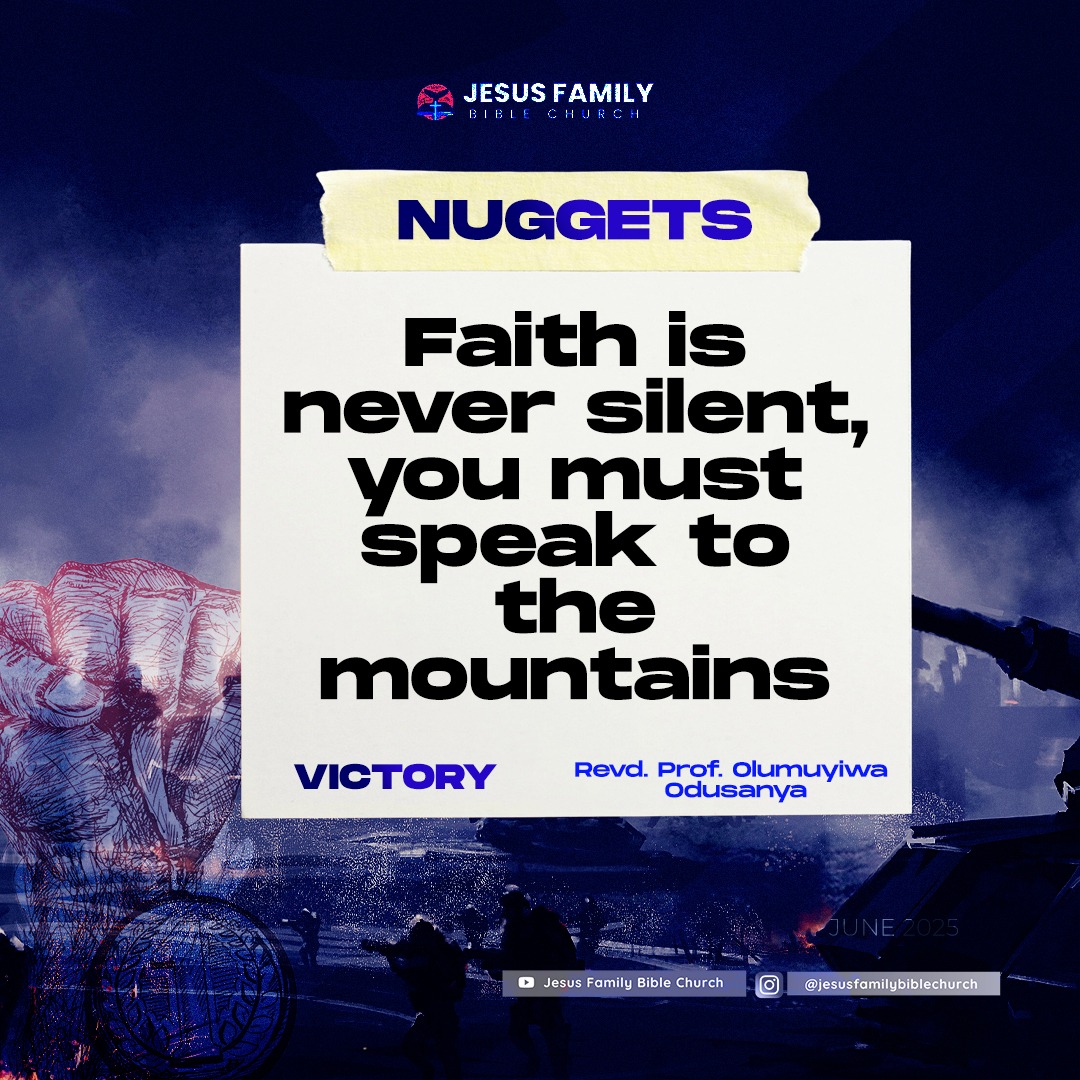 JESUS FAMILY
BIBLE CHURCH
NUGGETS
Faith is
never silent,
you must
speak to
the
mountains
VICTORY
Revd. Prof. Olumuyiwa
Odusanya
JUNE 2025
Jesus Family Bible Church
@jesusfamilybiblechurch